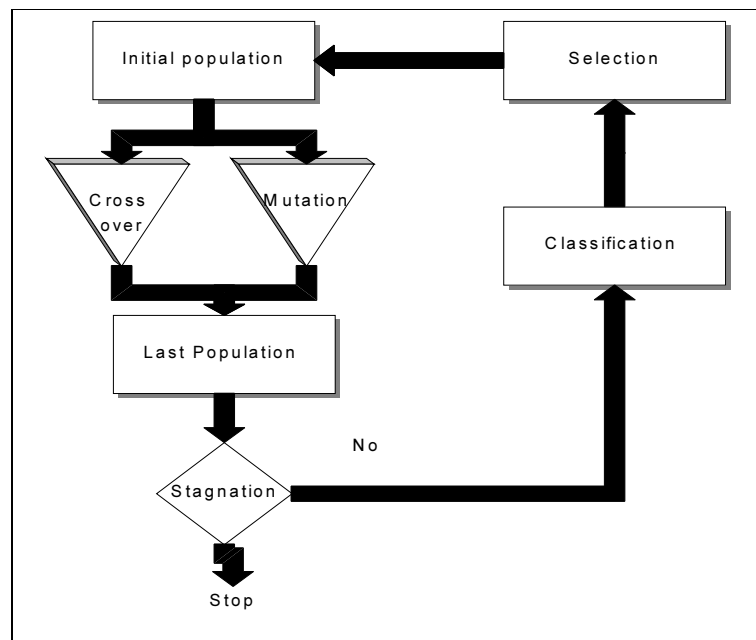 Initial population
Selection
Cross
over
Mutation
Classification
Last Population
No
Stagnation
Stop